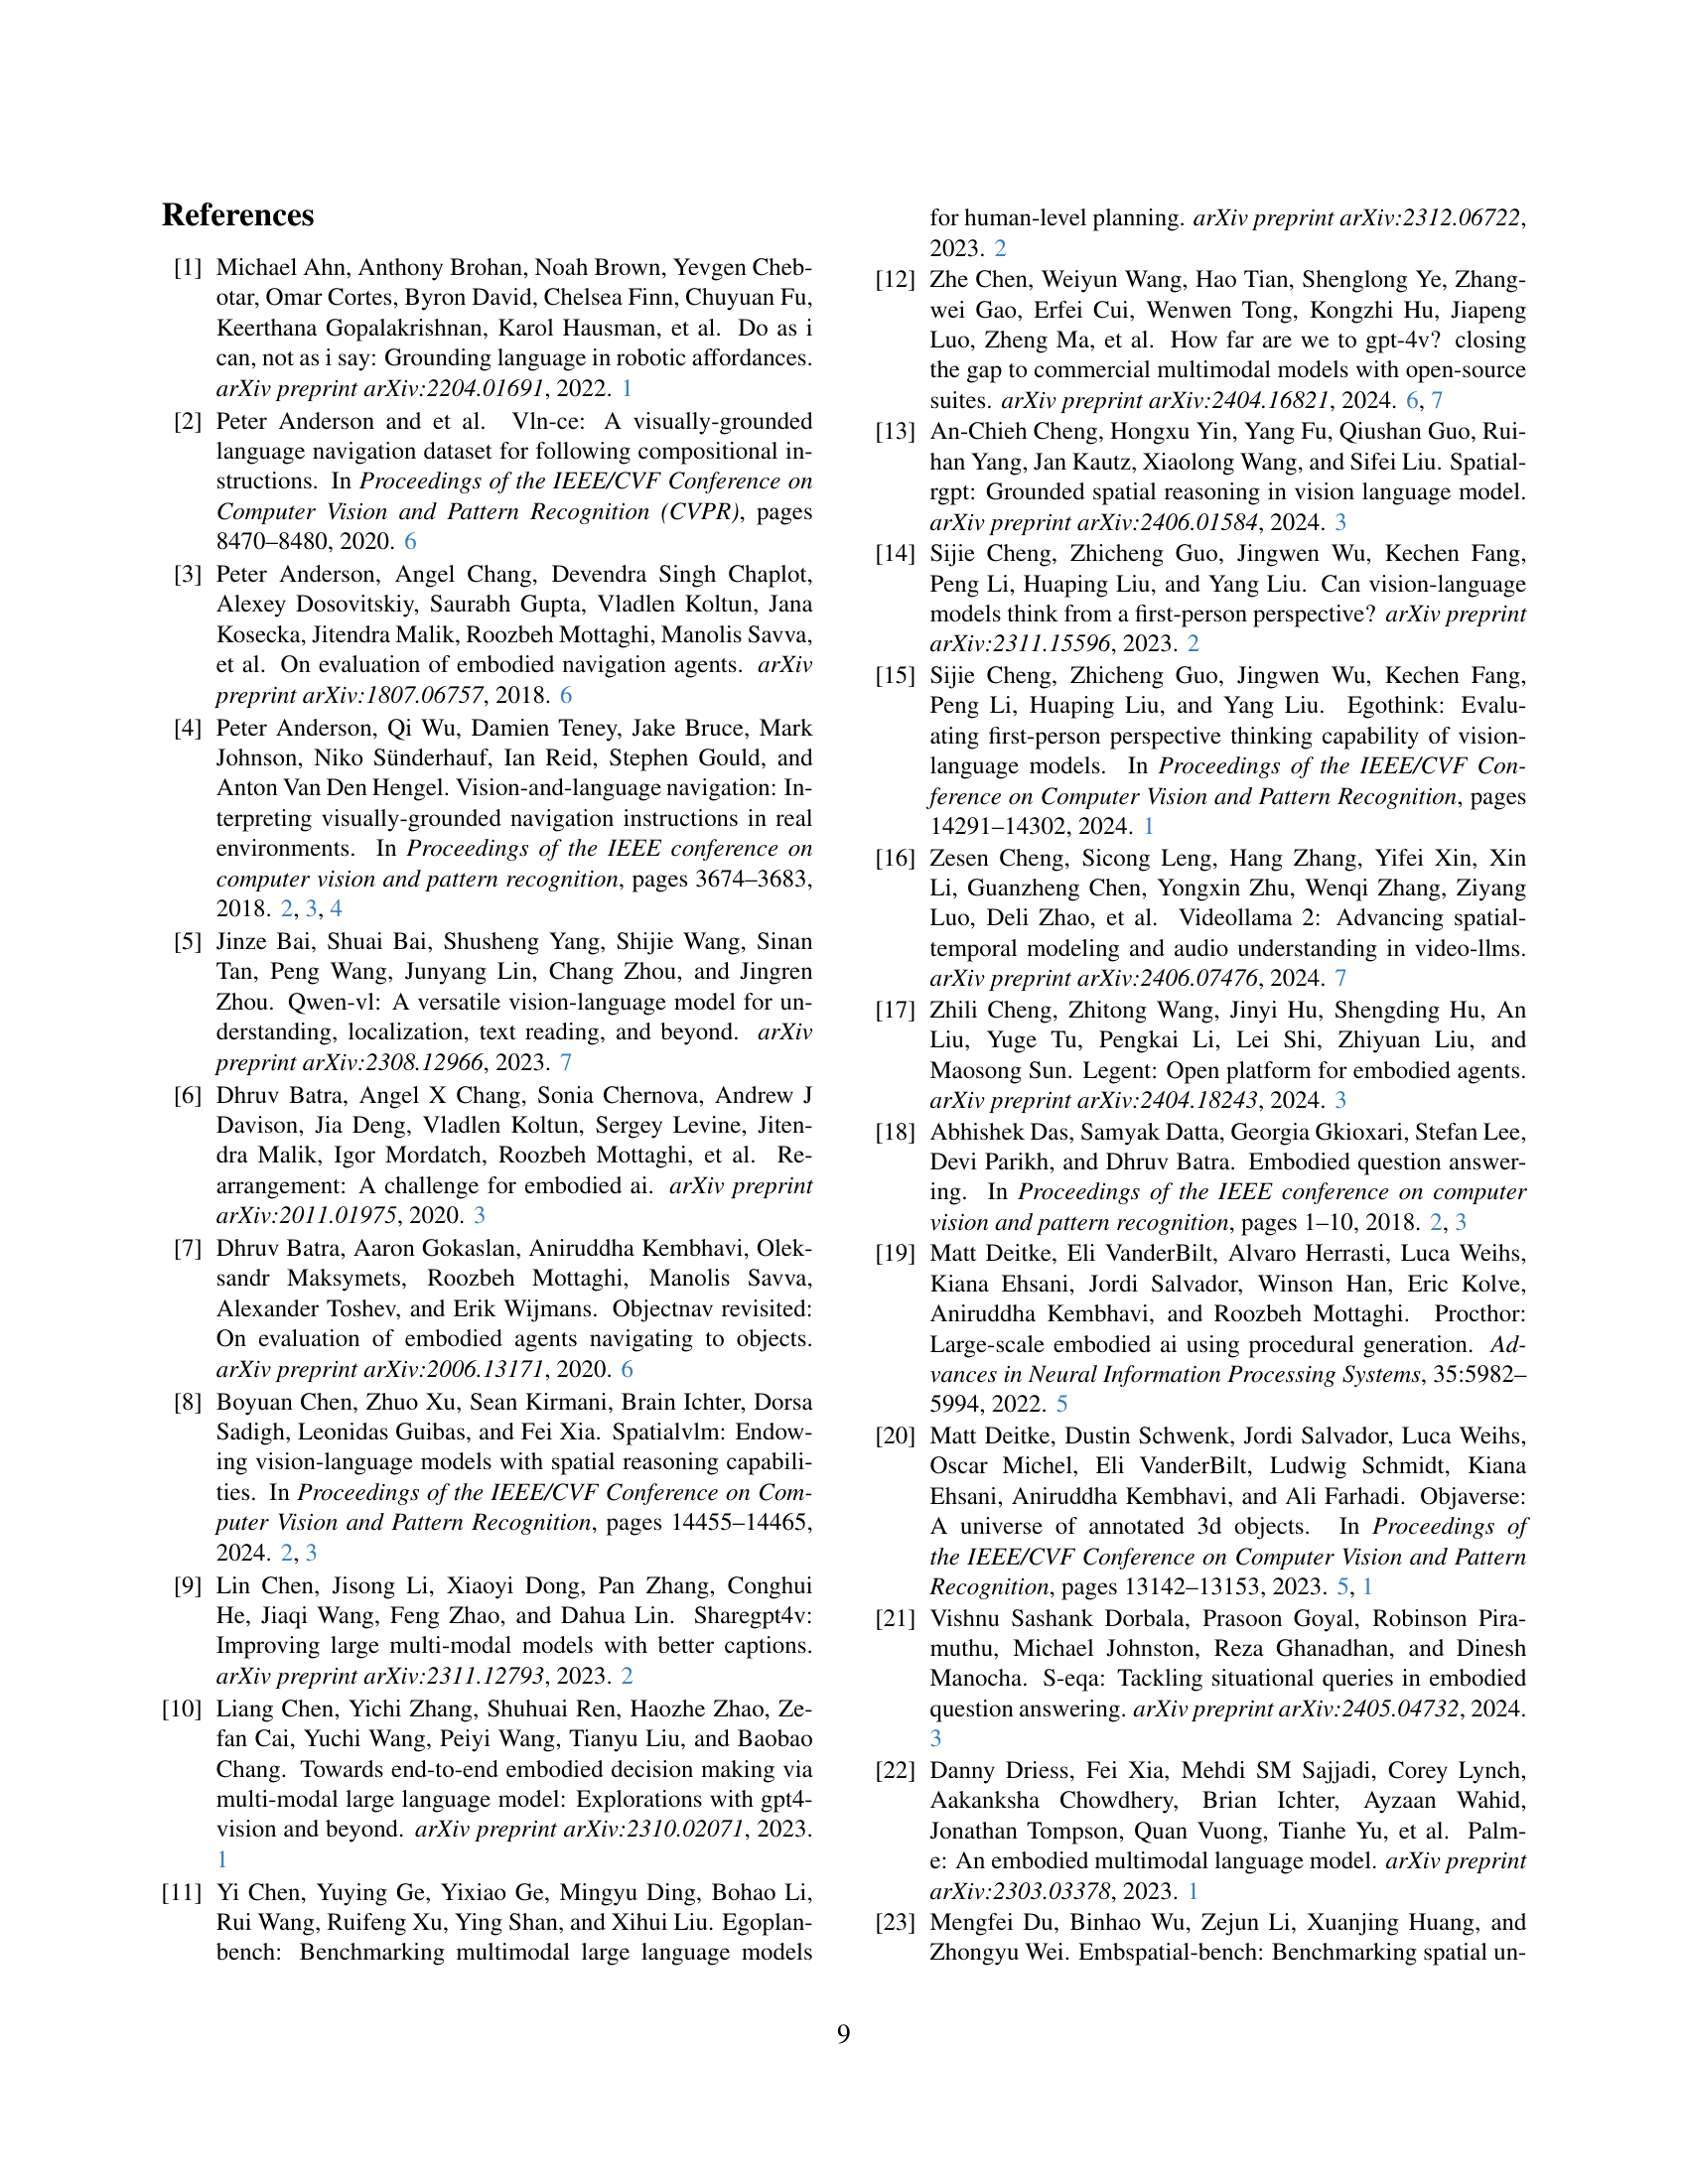 References
[1] Michael Ahn, Anthony Brohan, Noah Brown, Yevgen Cheb-
otar, Omar Cortes, Byron David, Chelsea Finn, Chuyuan Fu,
Keerthana Gopalakrishnan, Karol Hausman, et al. Do as i
can, not as i say: Grounding language in robotic affordances.
arXiv preprint arXiv:2204.01691, 2022. 1
[2] Peter Anderson and et al. Vln-ce: A visually-grounded
language navigation dataset for following compositional in-
structions. In Proceedings of the IEEE/CVF Conference on
Computer Vision and Pattern Recognition (CVPR), pages
8470–8480, 2020. 6
[3] Peter Anderson, Angel Chang, Devendra Singh Chaplot,
Alexey Dosovitskiy, Saurabh Gupta, Vladlen Koltun, Jana
Kosecka, Jitendra Malik, Roozbeh Mottaghi, Manolis Savva,
et al. On evaluation of embodied navigation agents. arXiv
preprint arXiv:1807.06757, 2018. 6
[4] Peter Anderson, Qi Wu, Damien Teney, Jake Bruce, Mark
Johnson, Niko Sünderhauf, Ian Reid, Stephen Gould, and
Anton Van Den Hengel. Vision-and-language navigation: In-
terpreting visually-grounded navigation instructions in real
environments. In Proceedings of the IEEE conference on
computer vision and pattern recognition, pages 3674–3683,
2018. 2, 3, 4
[5] Jinze Bai, Shuai Bai, Shusheng Yang, Shijie Wang, Sinan
Tan, Peng Wang, Junyang Lin, Chang Zhou, and Jingren
Zhou. Qwen-vl: A versatile vision-language model for un-
derstanding, localization, text reading, and beyond. arXiv
preprint arXiv:2308.12966, 2023. 7
[6] Dhruv Batra, Angel X Chang, Sonia Chernova, Andrew J
Davison, Jia Deng, Vladlen Koltun, Sergey Levine, Jiten-
dra Malik, Igor Mordatch, Roozbeh Mottaghi, et al. Re-
arrangement: A challenge for embodied ai. arXiv preprint
arXiv:2011.01975, 2020. 3
[7] Dhruv Batra, Aaron Gokaslan, Aniruddha Kembhavi, Olek-
sandr Maksymets, Roozbeh Mottaghi, Manolis Savva,
Alexander Toshev, and Erik Wijmans. Objectnav revisited:
On evaluation of embodied agents navigating to objects.
arXiv preprint arXiv:2006.13171, 2020. 6
[8] Boyuan Chen, Zhuo Xu, Sean Kirmani, Brain Ichter, Dorsa
Sadigh, Leonidas Guibas, and Fei Xia. Spatialvlm: Endow-
ing vision-language models with spatial reasoning capabili-
ties. In Proceedings of the IEEE/CVF Conference on Com-
puter Vision and Pattern Recognition, pages 14455–14465,
2024. 2, 3
[9] Lin Chen, Jisong Li, Xiaoyi Dong, Pan Zhang, Conghui
He, Jiaqi Wang, Feng Zhao, and Dahua Lin. Sharegpt4v:
Improving large multi-modal models with better captions.
arXiv preprint arXiv:2311.12793, 2023. 2
[10] Liang Chen, Yichi Zhang, Shuhuai Ren, Haozhe Zhao, Ze-
fan Cai, Yuchi Wang, Peiyi Wang, Tianyu Liu, and Baobao
Chang. Towards end-to-end embodied decision making via
multi-modal large language model: Explorations with gpt4-
vision and beyond. arXiv preprint arXiv:2310.02071, 2023.
1
[11] Yi Chen, Yuying Ge, Yixiao Ge, Mingyu Ding, Bohao Li,
Rui Wang, Ruifeng Xu, Ying Shan, and Xihui Liu. Egoplan-
bench: Benchmarking multimodal large language models
for human-level planning. arXiv preprint arXiv:2312.06722,
2023. 2
[12] Zhe Chen, Weiyun Wang, Hao Tian, Shenglong Ye, Zhang-
wei Gao, Erfei Cui, Wenwen Tong, Kongzhi Hu, Jiapeng
Luo, Zheng Ma, et al. How far are we to gpt-4v? closing
the gap to commercial multimodal models with open-source
suites. arXiv preprint arXiv:2404.16821, 2024. 6, 7
[13] An-Chieh Cheng, Hongxu Yin, Yang Fu, Qiushan Guo, Rui-
han Yang, Jan Kautz, Xiaolong Wang, and Sifei Liu. Spatial-
rgpt: Grounded spatial reasoning in vision language model.
arXiv preprint arXiv:2406.01584, 2024. 3
[14] Sijie Cheng, Zhicheng Guo, Jingwen Wu, Kechen Fang,
Peng Li, Huaping Liu, and Yang Liu. Can vision-language
models think from a first-person perspective? arXiv preprint
arXiv:2311.15596, 2023. 2
[15] Sijie Cheng, Zhicheng Guo, Jingwen Wu, Kechen Fang,
Peng Li, Huaping Liu, and Yang Liu. Egothink: Evalu-
ating first-person perspective thinking capability of vision-
language models. In Proceedings of the IEEE/CVF Con-
ference on Computer Vision and Pattern Recognition, pages
14291–14302, 2024. 1
[16] Zesen Cheng, Sicong Leng, Hang Zhang, Yifei Xin, Xin
Li, Guanzheng Chen, Yongxin Zhu, Wenqi Zhang, Ziyang
Luo, Deli Zhao, et al. Videollama 2: Advancing spatial-
temporal modeling and audio understanding in video-llms.
arXiv preprint arXiv:2406.07476, 2024. 7
[17] Zhili Cheng, Zhitong Wang, Jinyi Hu, Shengding Hu, An
Liu, Yuge Tu, Pengkai Li, Lei Shi, Zhiyuan Liu, and
Maosong Sun. Legent: Open platform for embodied agents.
arXiv preprint arXiv:2404.18243, 2024. 3
[18] Abhishek Das, Samyak Datta, Georgia Gkioxari, Stefan Lee,
Devi Parikh, and Dhruv Batra. Embodied question answer-
ing. In Proceedings of the IEEE conference on computer
vision and pattern recognition, pages 1–10, 2018. 2, 3
[19] Matt Deitke, Eli VanderBilt, Alvaro Herrasti, Luca Weihs,
Kiana Ehsani, Jordi Salvador, Winson Han, Eric Kolve,
Aniruddha Kembhavi, and Roozbeh Mottaghi. Procthor:
Large-scale embodied ai using procedural generation. Ad-
vances in Neural Information Processing Systems, 35:5982–
5994, 2022. 5
[20] Matt Deitke, Dustin Schwenk, Jordi Salvador, Luca Weihs,
Oscar Michel, Eli VanderBilt, Ludwig Schmidt, Kiana
Ehsani, Aniruddha Kembhavi, and Ali Farhadi. Objaverse:
A universe of annotated 3d objects. In Proceedings of
the IEEE/CVF Conference on Computer Vision and Pattern
Recognition, pages 13142–13153, 2023. 5, 1
[21] Vishnu Sashank Dorbala, Prasoon Goyal, Robinson Pira-
muthu, Michael Johnston, Reza Ghanadhan, and Dinesh
Manocha. S-eqa: Tackling situational queries in embodied
question answering. arXiv preprint arXiv:2405.04732, 2024.
3
[22] Danny Driess, Fei Xia, Mehdi SM Sajjadi, Corey Lynch,
Aakanksha Chowdhery, Brian Ichter, Ayzaan Wahid,
Jonathan Tompson, Quan Vuong, Tianhe Yu, et al. Palm-
e: An embodied multimodal language model. arXiv preprint
arXiv:2303.03378, 2023. 1
[23] Mengfei Du, Binhao Wu, Zejun Li, Xuanjing Huang, and
Zhongyu Wei. Embspatial-bench: Benchmarking spatial un-
9